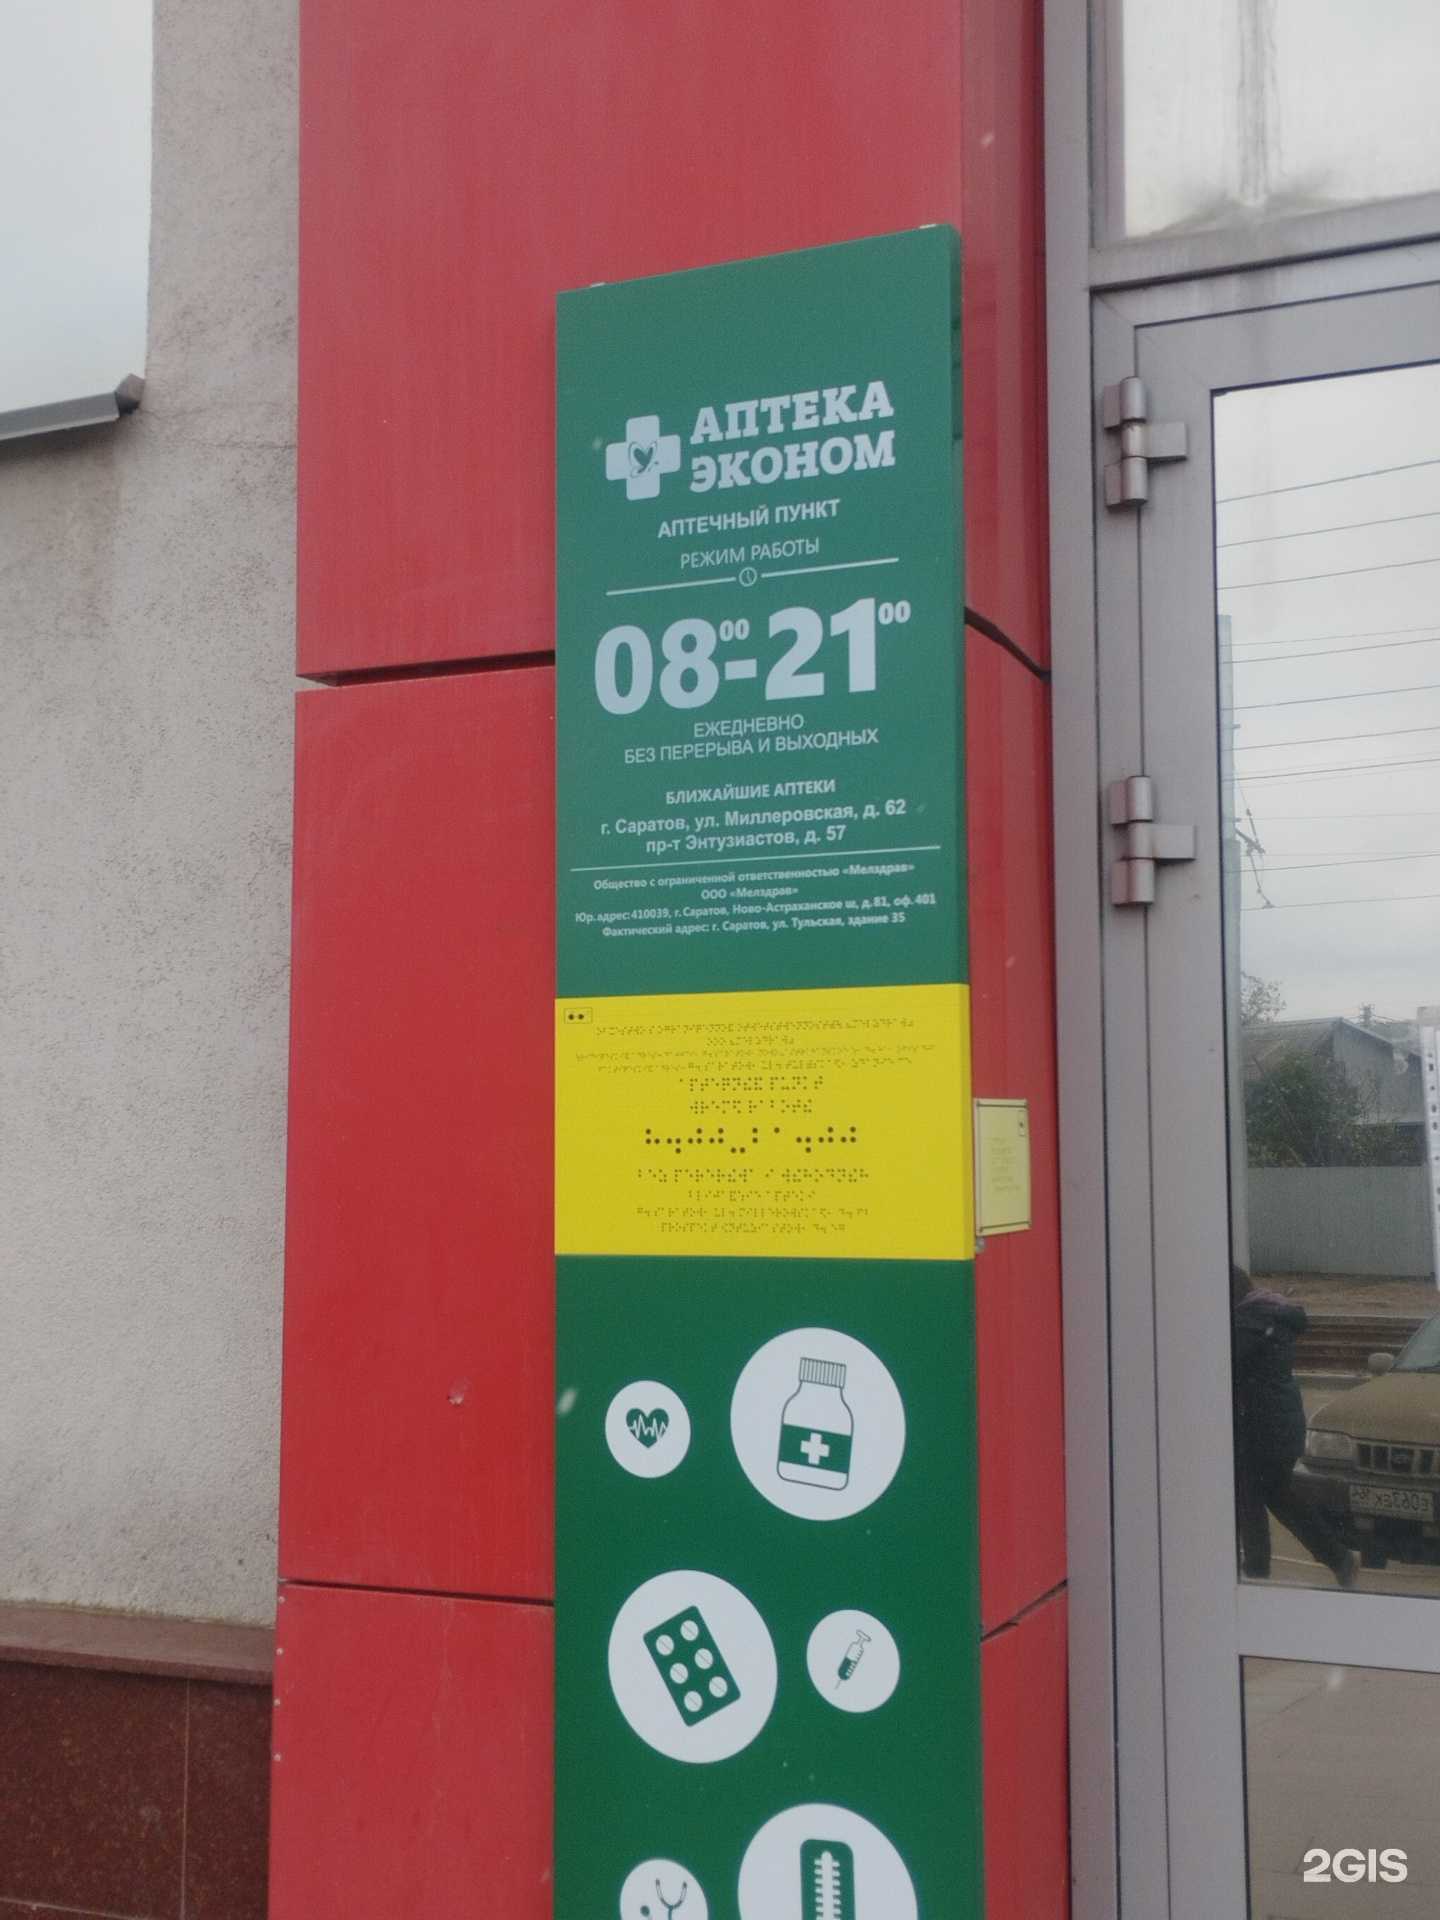 АПТЕКА
ЭКОНОМ
АПТЕЧНЫЙ ПУНКТ
РЕЖИМ РАБОТЫ
08⁰⁰-21⁰⁰
ЕЖЕДНЕВНО
БЕЗ ПЕРЕРЫВА И ВЫХОДНЫХ
БЛИЖАЙШИЕ АПТЕКИ
г. Саратов, ул. Миллеровская, д. 62
пр-т Энтузиастов, д. 57
Общество с ограниченной ответственностью «Мелздрав»
ООО «Мелздрав»
Юр. адрес: 410039, г. Саратов, Ново-Астраханское ш, д. 81, оф. 401
Фактический адрес: г. Саратов, ул. Тульская, здание 35
2GIS